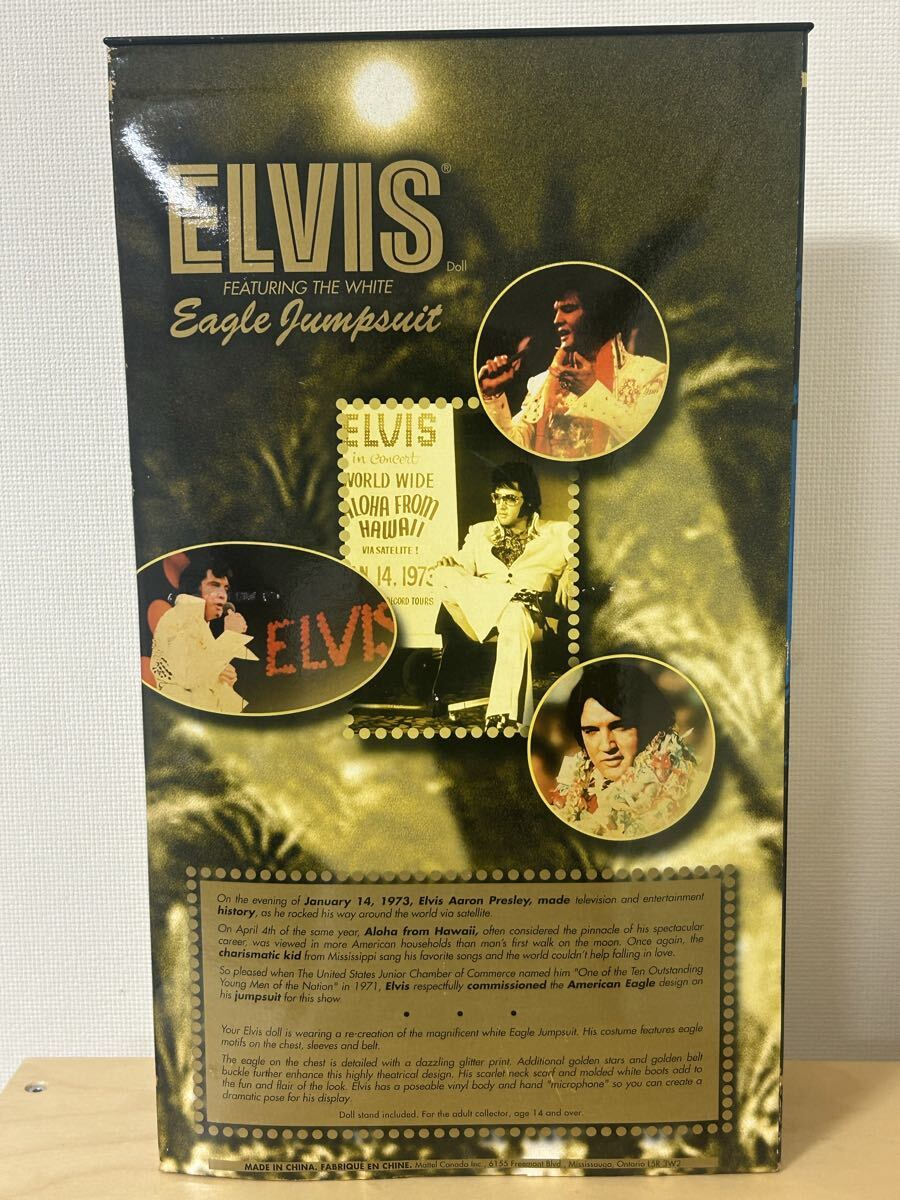 ELVIS®
Doll
FEATURING THE WHITE
Eagle Jumpsuit
ELVIS
in concert
WORLD WIDE
ALOHA FROM
HAWAII
VIA SATELITE!
N. 14, 1973
RECORD TOURS
ELVIS
On the evening of January 14, 1973, Elvis Aaron Presley, made television and entertainment
history, as he rocked his way around the world via satellite.
On April 4th of the same year, Aloha from Hawaii, often considered the pinnacle of his spectacular
career, was viewed in more American households than man's first walk on the moon. Once again, the
charismatic kid from Mississippi sang his favorite songs and the world couldn't help falling in love.
So pleased when The United States Junior Chamber of Commerce named him "One of the Ten Outstanding
Young Men of the Nation" in 1971, Elvis respectfully commissioned the American Eagle design on
his jumpsuit for this show.
• • •
Your Elvis doll is wearing a re-creation of the magnificent white Eagle Jumpsuit. His costume features eagle
motifs on the chest, sleeves and belt.
The eagle on the chest is detailed with a dazzling glitter print. Additional golden stars and golden belt
buckle further enhance this highly theatrical design. His scarlet neck scarf and molded white boots add to
the fun and flair of the look. Elvis has a poseable vinyl body and hand "microphone" so you can create a
dramatic pose for his display.
Doll stand included. For the adult collector, age 14 and over.
MADE IN CHINA. FABRIQUÉ EN CHINE. Mattel Canada Inc., 6155 Freemont Blvd., Mississauga, Ontario L5R 3W2